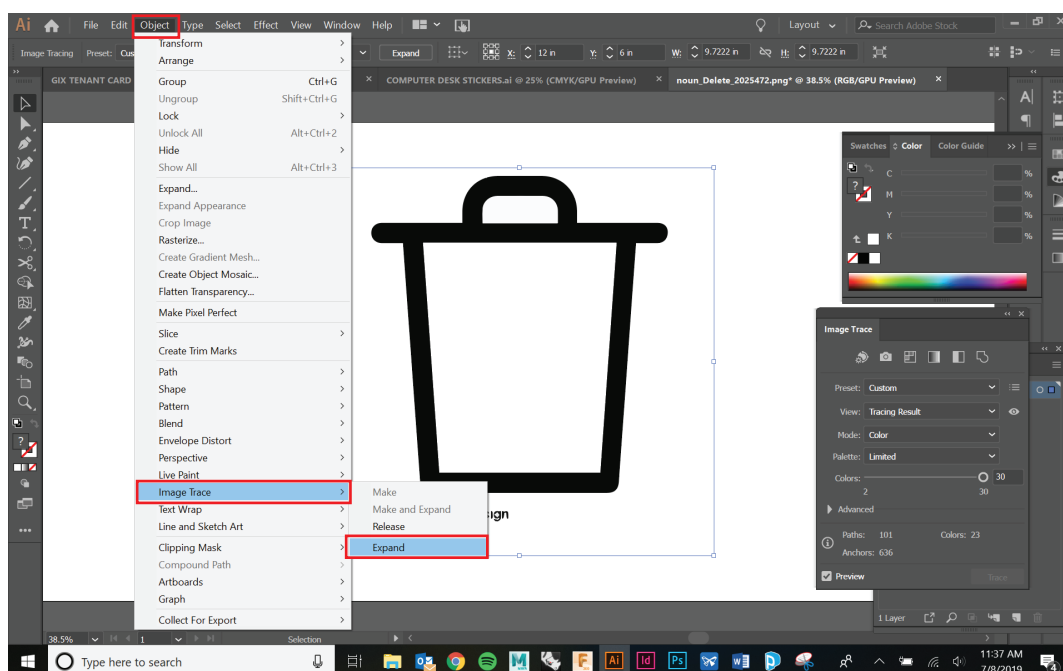 Ai File Edit Object Type Select Effect View Window Help Layout Search Adobe Stock
Image Tracing Preset: Cus Expand X: 12 in Y: 6 in W: 9.7222 in H: 9.7222 in
GIX TENANT CARD × COMPUTER DESK STICKERS.ai @ 25% (CMYK/GPU Preview) × noun_Delete_2025472.png* @ 38.5% (RGB/GPU Preview) ×
Transform
Arrange
Group Ctrl+G
Ungroup Shift+Ctrl+G
Lock
Unlock All Alt+Ctrl+2
Hide
Show All Alt+Ctrl+3
Expand...
Expand Appearance
Crop Image
Rasterize...
Create Gradient Mesh...
Create Object Mosaic...
Flatten Transparency...
Make Pixel Perfect
Slice
Create Trim Marks
Path
Shape
Pattern
Blend
Envelope Distort
Perspective
Live Paint
Image Trace
Text Wrap
Line and Sketch Art
Clipping Mask
Compound Path
Artboards
Graph
Collect For Export
Make
Make and Expand
Release
Expand
sign
Swatches Color Color Guide
C %
M %
Y %
K %
?
Image Trace
Preset: Custom
View: Tracing Result
Mode: Color
Palette: Limited
Colors: 30
2 30
Advanced
Paths: 101 Colors: 23
Anchors: 636
Preview Trace
1 Layer
38.5% 1 Selection
Type here to search
Ai Id Ps
11:37 AM
7/8/2019